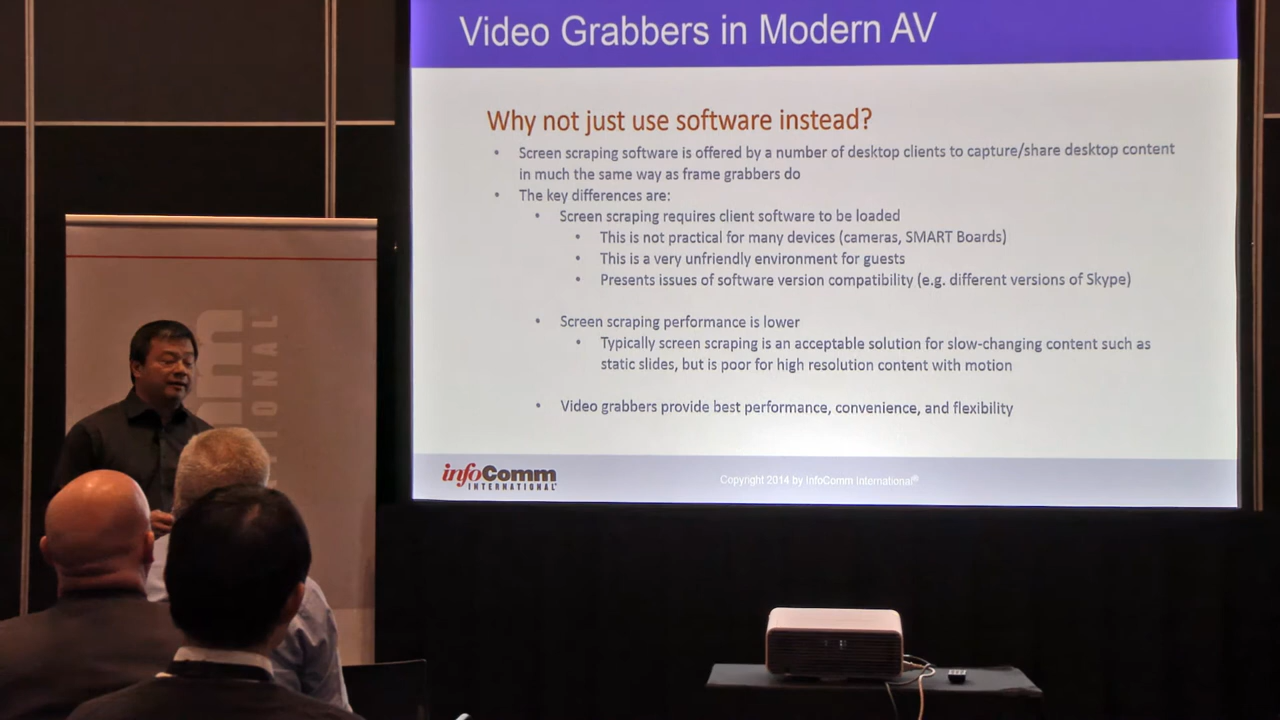 Video Grabbers in Modern AV
Why not just use software instead?
• Screen scraping software is offered by a number of desktop clients to capture/share desktop content
in much the same way as frame grabbers do
• The key differences are:
• Screen scraping requires client software to be loaded
• This is not practical for many devices (cameras, SMART Boards)
• This is a very unfriendly environment for guests
• Presents issues of software version compatibility (e.g. different versions of Skype)
• Screen scraping performance is lower
• Typically screen scraping is an acceptable solution for slow-changing content such as
static slides, but is poor for high resolution content with motion
• Video grabbers provide best performance, convenience, and flexibility
infoComm
INTERNATIONAL
Copyright 2014 by InfoComm International®